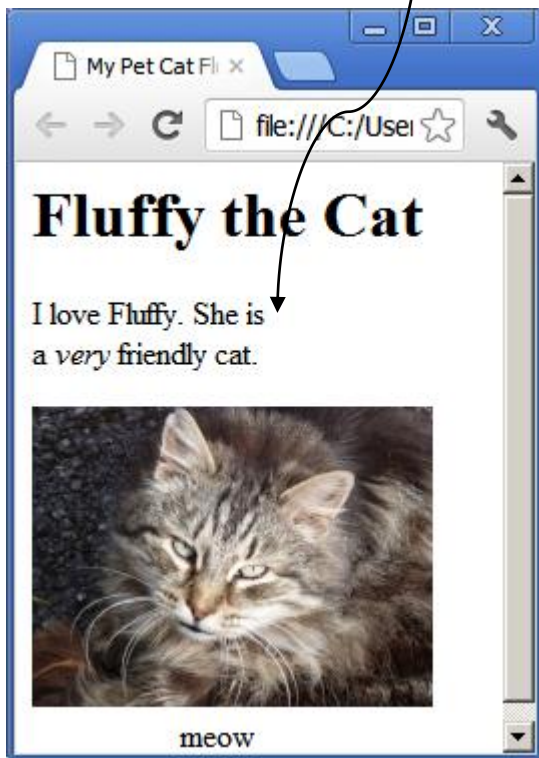 My Pet Cat Fl
file:///C:/User
Fluffy the Cat
I love Fluffy. She is
a very friendly cat.
meow